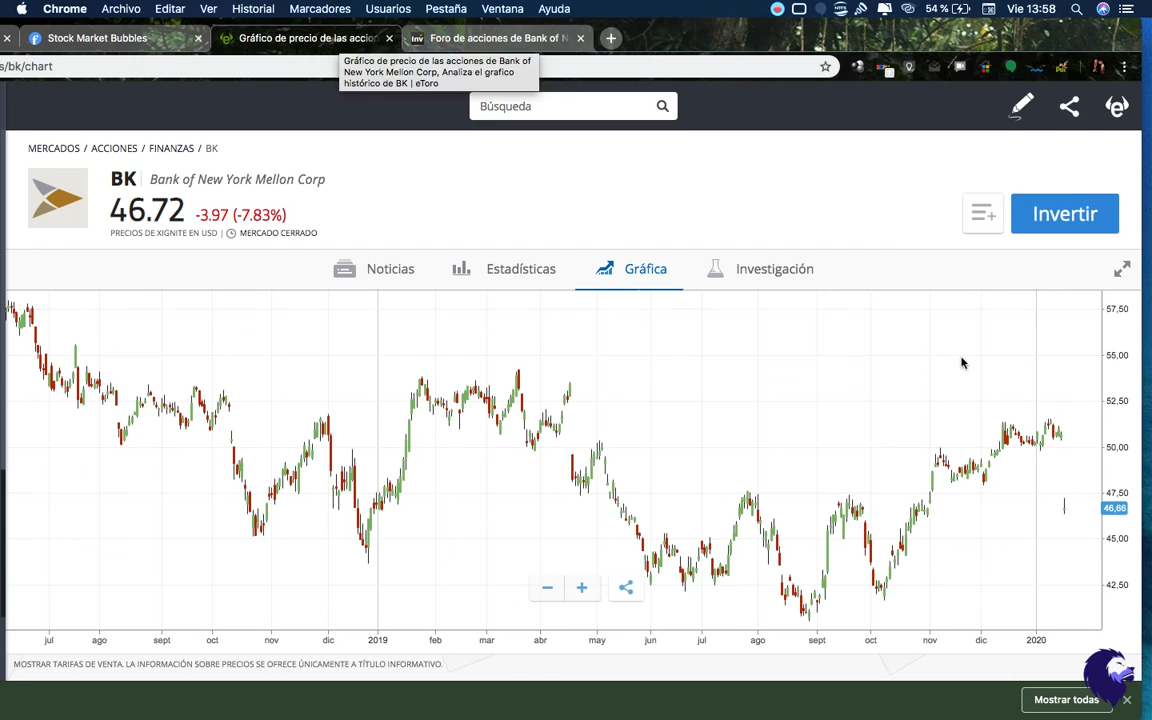 Chrome Archivo Editar Ver Historial Marcadores Usuarios Pestaña Ventana Ayuda 54 % Vie 13:58
Stock Market Bubbles Gráfico de precio de las accio Foro de acciones de Bank of N
s/bk/chart
Gráfico de precio de las acciones de Bank of
New York Mellon Corp, Analiza el grafico
histórico de BK | eToro
Búsqueda
MERCADOS / ACCIONES / FINANZAS / BK
BK Bank of New York Mellon Corp
46.72 -3.97 (-7.83%)
PRECIOS DE XIGNITE EN USD | MERCADO CERRADO
Invertir
Noticias Estadísticas Gráfica Investigación
57,50
55,00
52,50
50,00
47,50
46,66
45,00
42,50
jul ago sept oct nov dic 2019 feb mar abr may jun jul ago sept oct nov dic 2020
MOSTRAR TARIFAS DE VENTA. LA INFORMACIÓN SOBRE PRECIOS SE OFRECE ÚNICAMENTE A TÍTULO INFORMATIVO.
Mostrar todas